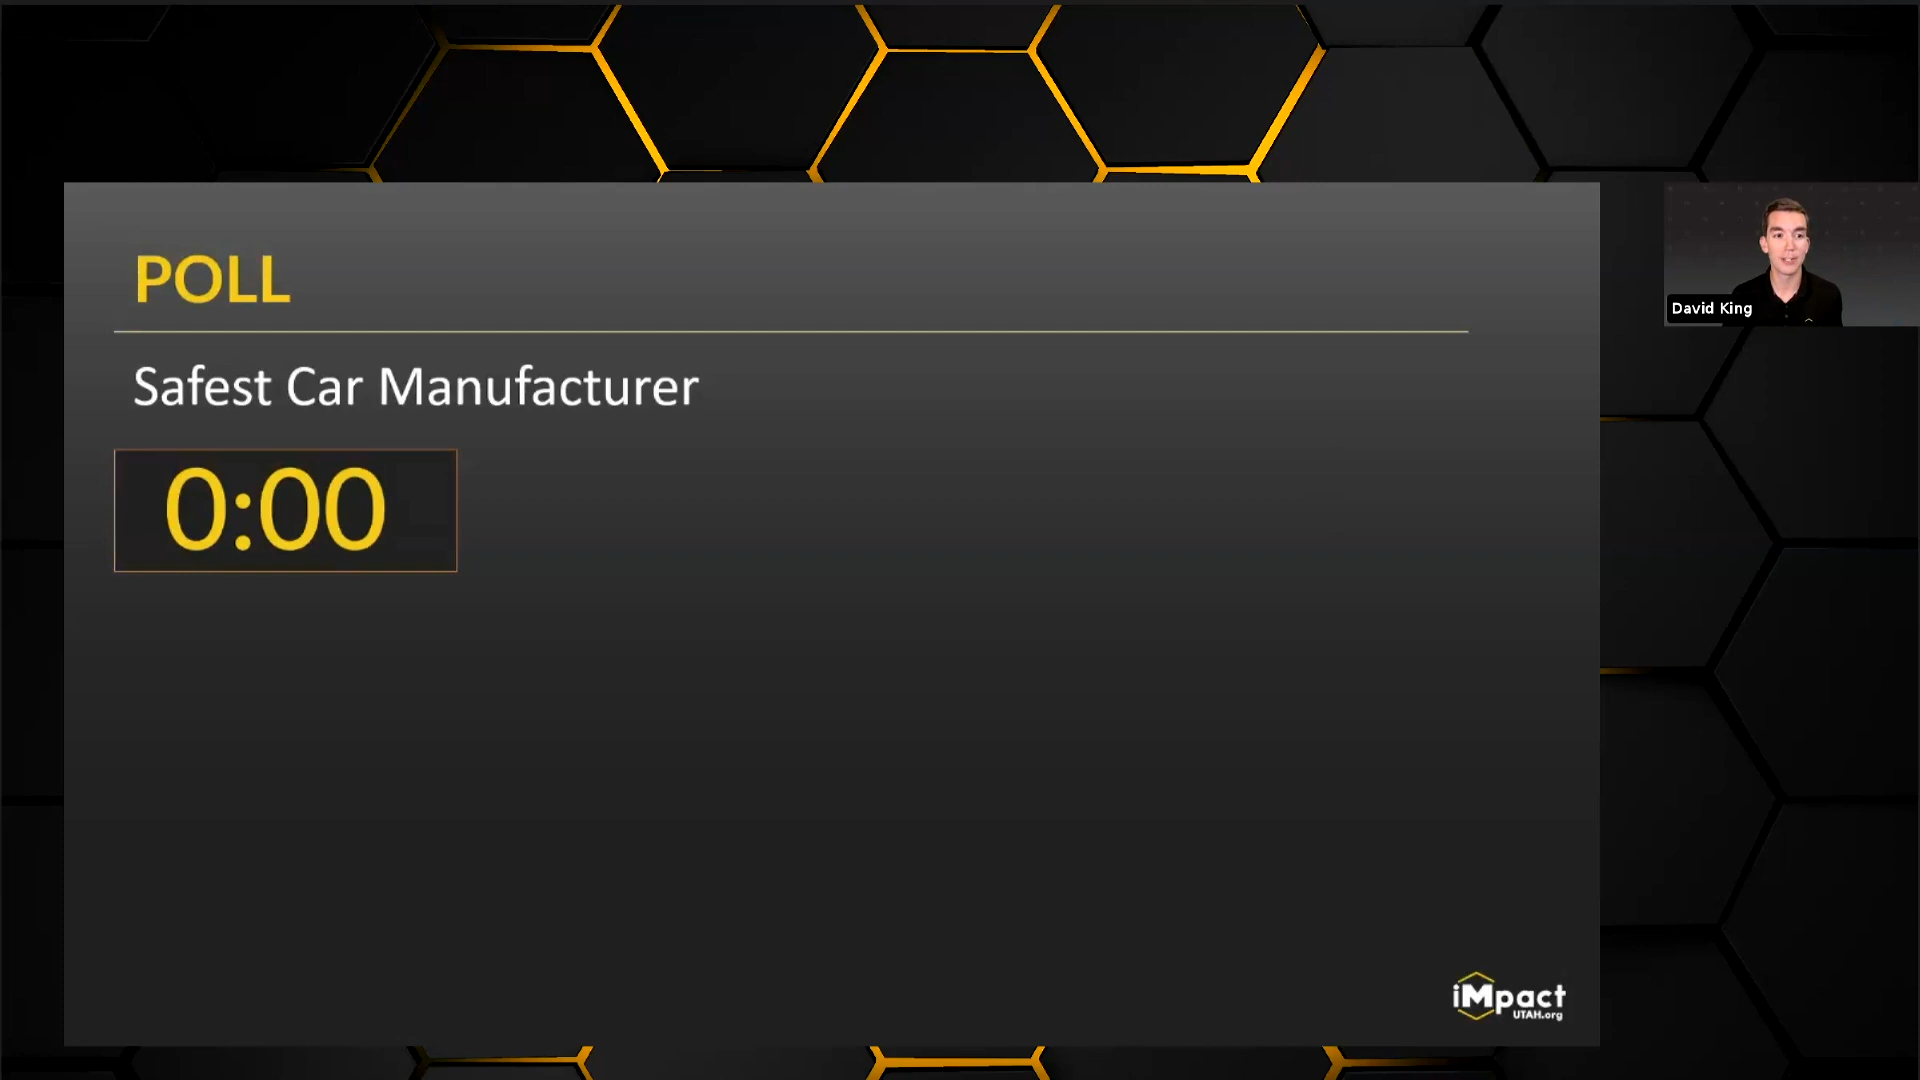 POLL
Safest Car Manufacturer
0:00
David King
iMpact
UTAH.org